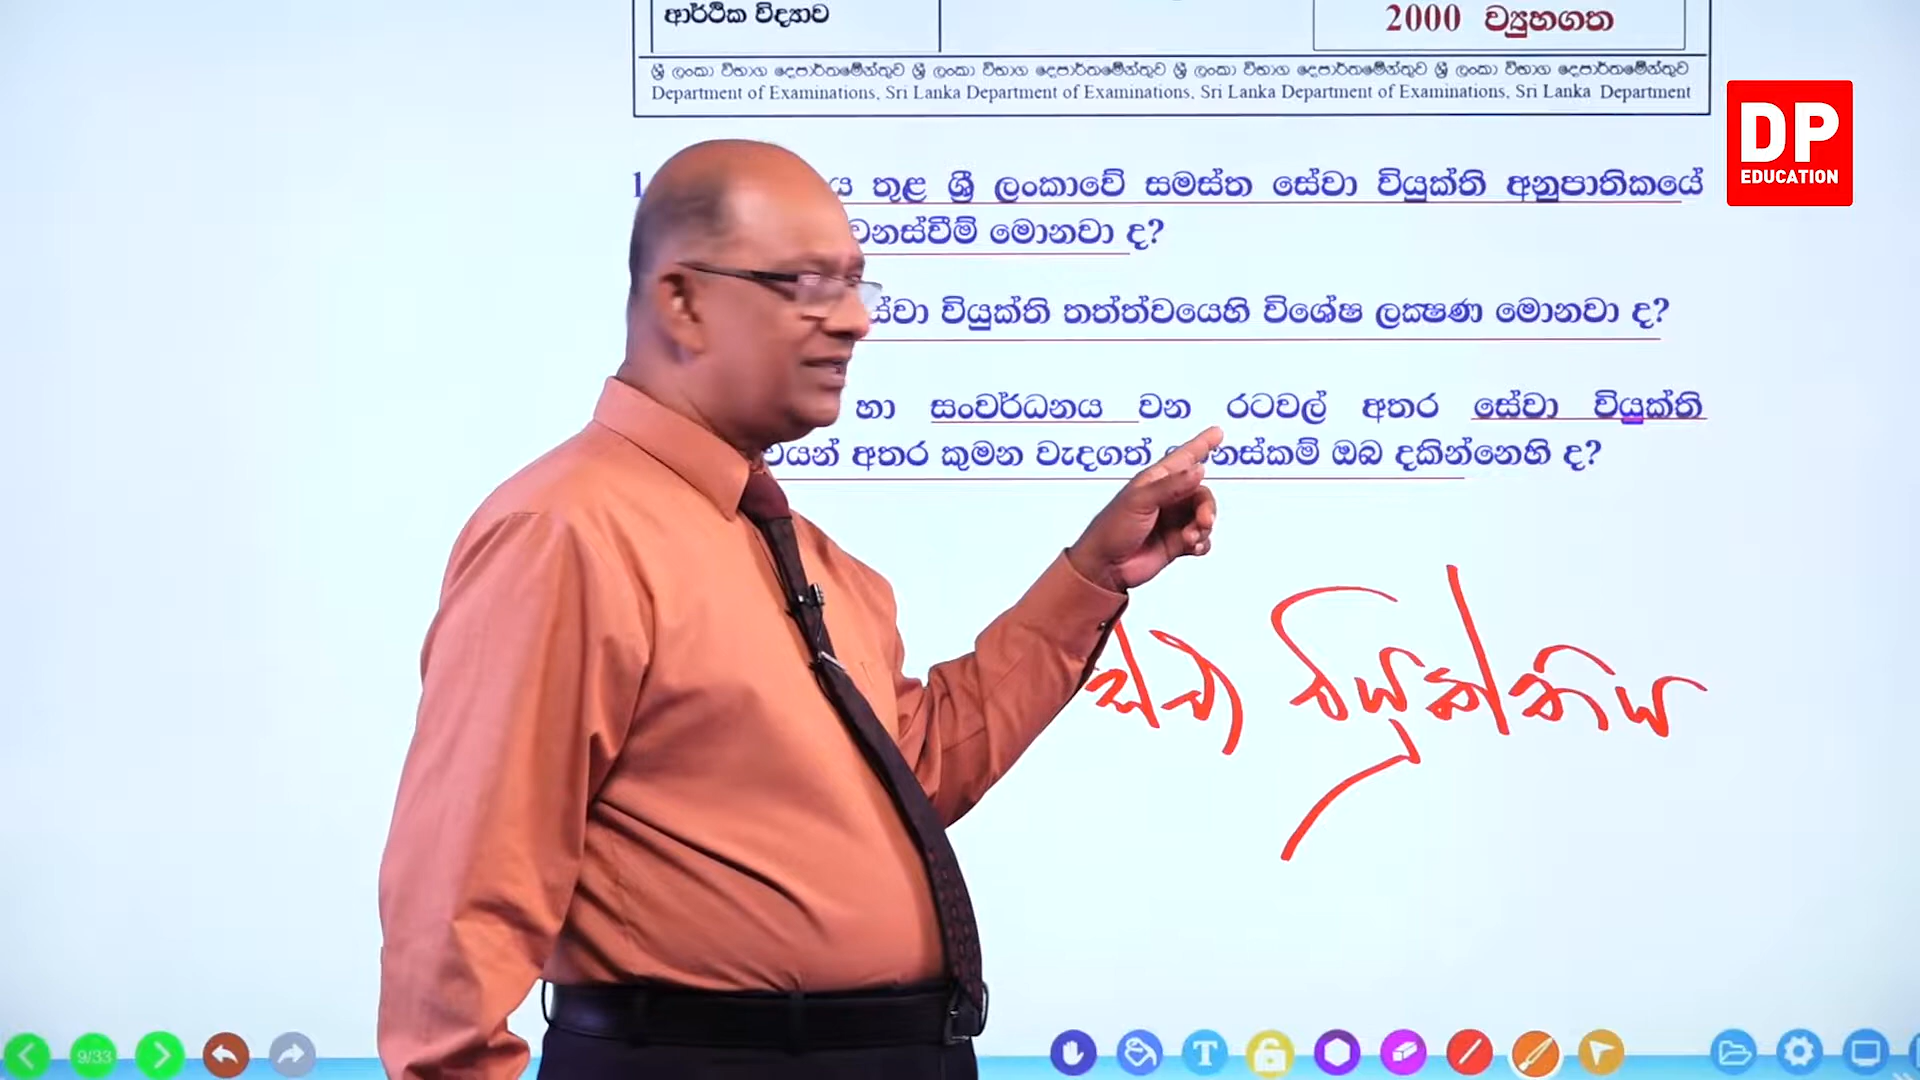 ආර්ථික විද්‍යාව
2000 ව්‍යුහගත
ශ්‍රී ලංකා විභාග දෙපාර්තමේන්තුව ශ්‍රී ලංකා විභාග දෙපාර්තමේන්තුව ශ්‍රී ලංකා විභාග දෙපාර්තමේන්තුව ශ්‍රී ලංකා විභාග දෙපාර්තමේන්තුව
Department of Examinations, Sri Lanka Department of Examinations, Sri Lanka Department of Examinations, Sri Lanka Department
DP
EDUCATION
තුළ ශ්‍රී ලංකාවේ සමස්ත සේවා වියුක්ති අනුපාතිකයේ
වෙනස්වීම් මොනවා ද?
සේවා වියුක්ති තත්ත්වයෙහි විශේෂ ලක්ෂණ මොනවා ද?
හා සංවර්ධනය වන රටවල් අතර සේවා වියුක්ති
අතර කුමන වැදගත් වෙනස්කම් ඔබ දකින්නෙහි ද?
සේවා වියුක්තිය
9/33